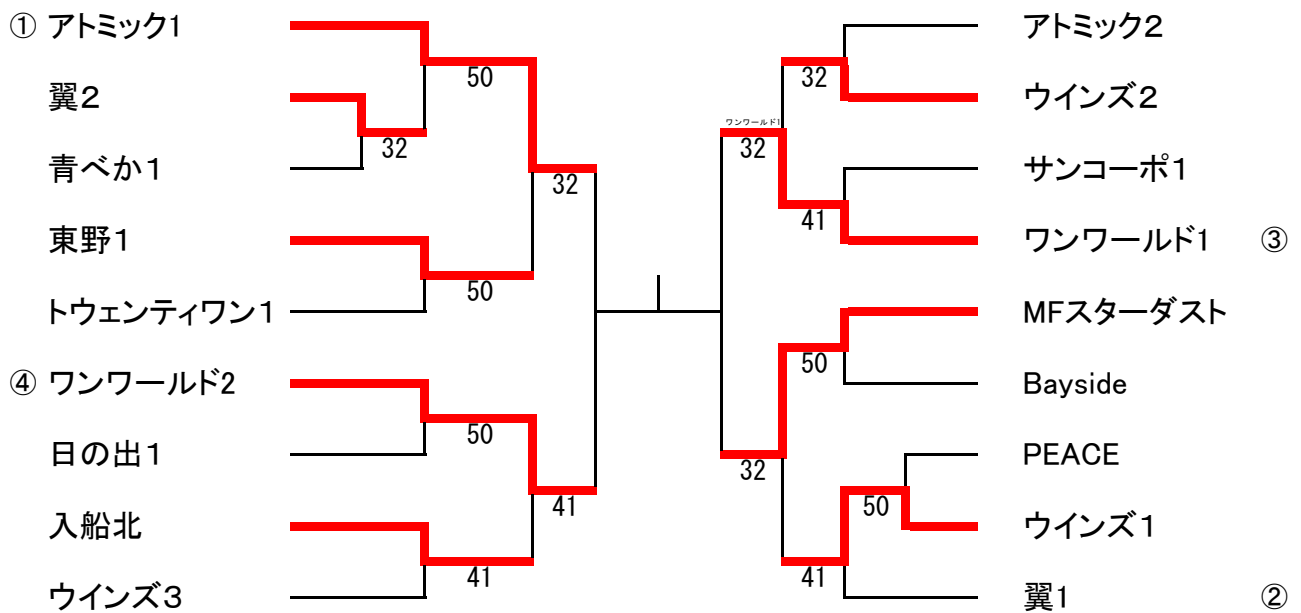 ① アトミック1
翼2
青べか1
東野1
トウェンティワン1
④ ワンワールド2
日の出1
入船北
ウインズ3
50
32
32
50
50
41
41
ワンワールド1
32
32
41
50
32
50
41
アトミック2
ウインズ2
サンコーポ1
ワンワールド1 ③
MFスターダスト
Bayside
PEACE
ウインズ1
翼1 ②